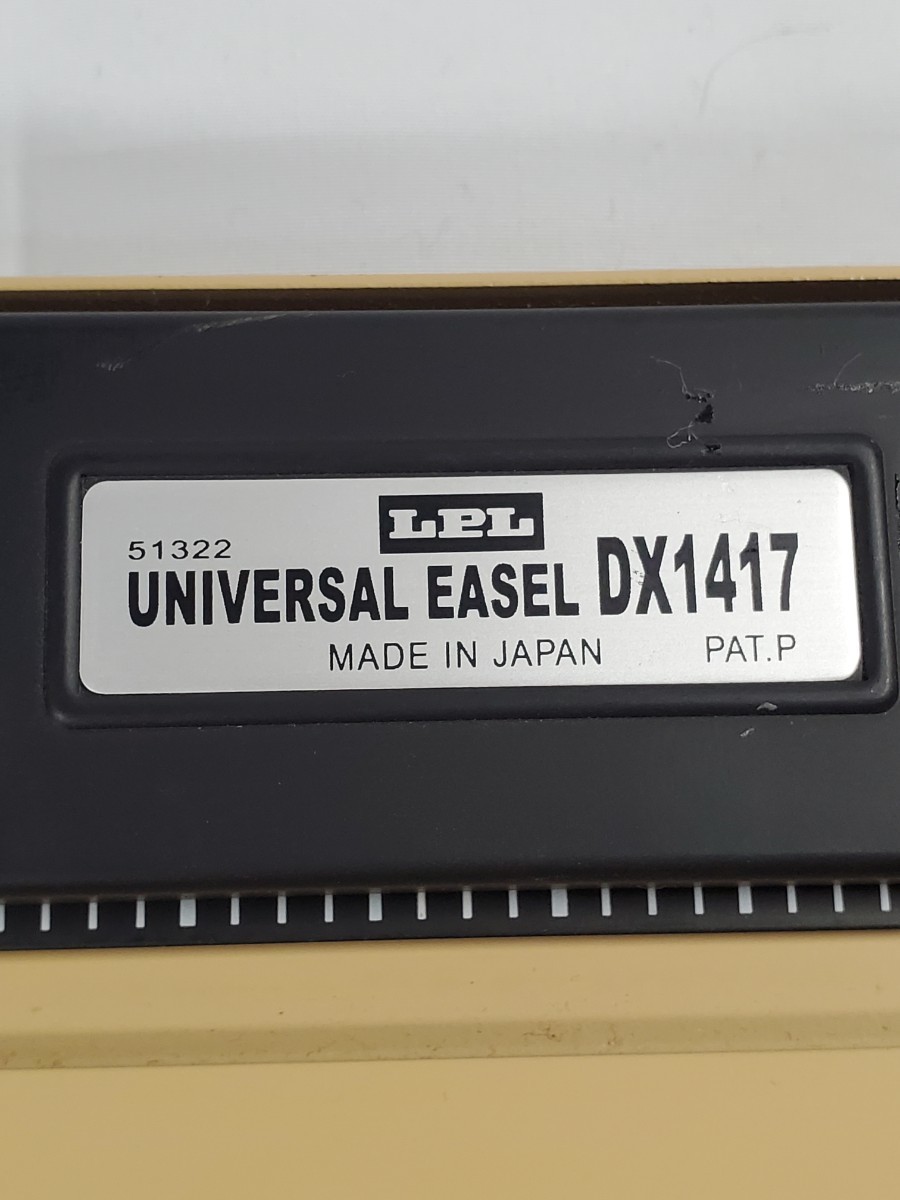 LPL
51322
UNIVERSAL EASEL DX1417
MADE IN JAPAN PAT.P